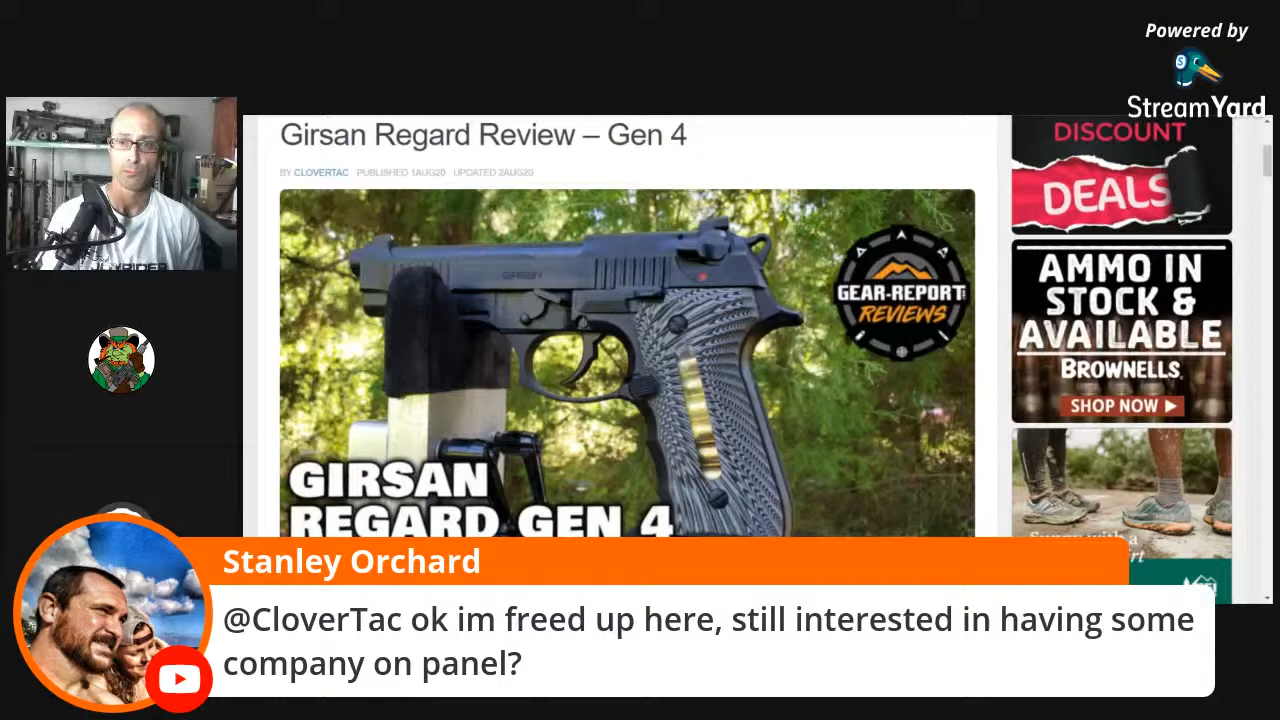 Powered by
StreamYard
Girsan Regard Review – Gen 4
BY CLOVERTAC PUBLISHED 1AUG20 UPDATED 2AUG20
GIRSAN
GEAR-REPORT
REVIEWS
GIRSAN
REGARD GEN 4
DISCOUNT
DEALS
AMMO IN
STOCK &
AVAILABLE
BROWNELLS
SHOP NOW
Stanley Orchard
@CloverTac ok im freed up here, still interested in having some
company on panel?